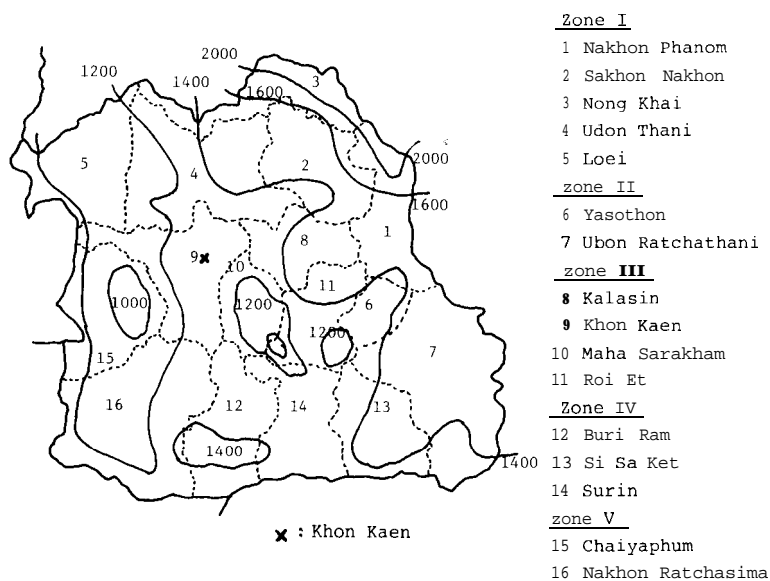 2000
1200
1400
1600
3
2000
5
4
2
1600
1
8
9
10
11
1000
1200
6
1200
7
15
16
12
14
13
1400
1400
x : Khon Kaen
Zone I
1 Nakhon Phanom
2 Sakhon Nakhon
3 Nong Khai
4 Udon Thani
5 Loei
zone II
6 Yasothon
7 Ubon Ratchathani
zone III
8 Kalasin
9 Khon Kaen
10 Maha Sarakham
11 Roi Et
Zone IV
12 Buri Ram
13 Si Sa Ket
14 Surin
zone V
15 Chaiyaphum
16 Nakhon Ratchasima